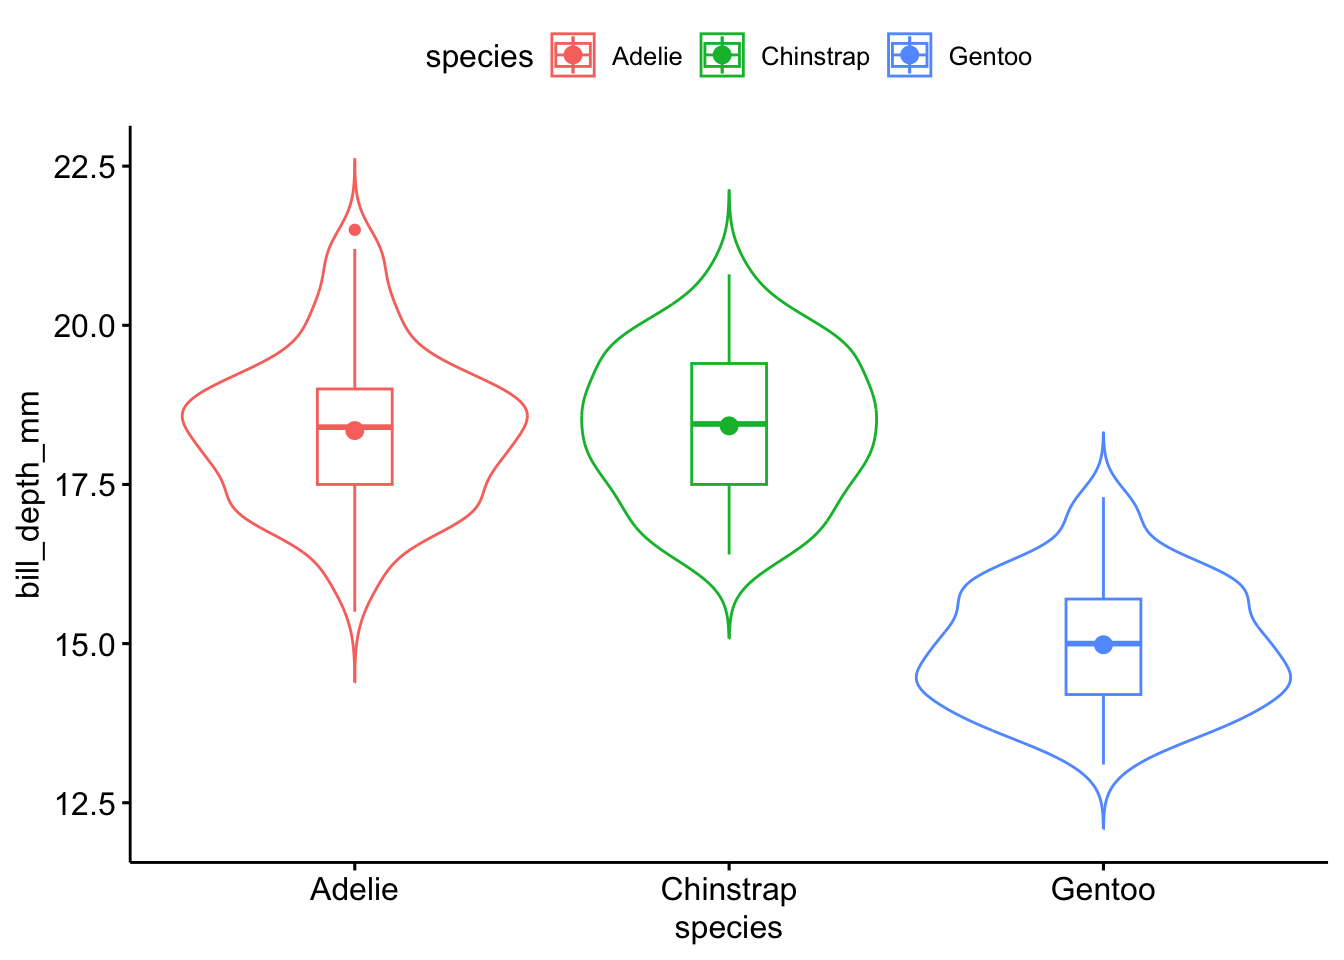 species Adelie Chinstrap Gentoo
22.5
20.0
17.5
15.0
12.5
bill_depth_mm
Adelie Chinstrap Gentoo
species